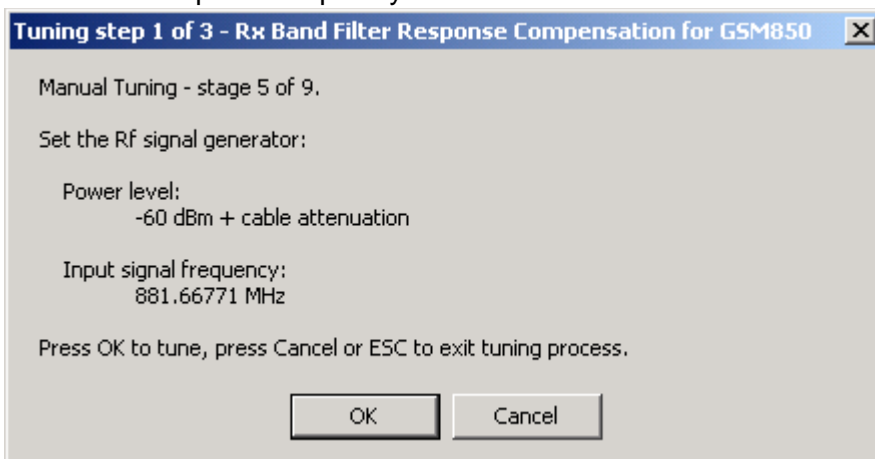 Tuning step 1 of 3 - Rx Band Filter Response Compensation for GSM850
Manual Tuning - stage 5 of 9.
Set the Rf signal generator:
Power level:
-60 dBm + cable attenuation
Input signal frequency:
881.66771 MHz
Press OK to tune, press Cancel or ESC to exit tuning process.
OK
Cancel